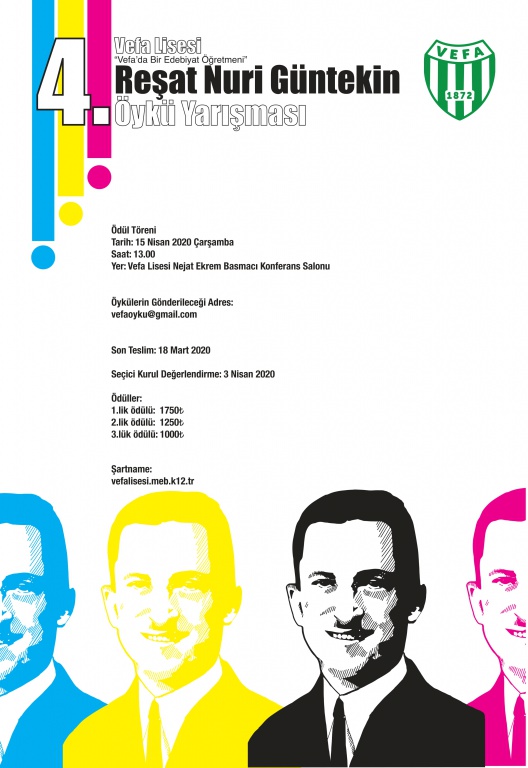 4.
Vefa Lisesi
"Vefa'da Bir Edebiyat Öğretmeni"
Reşat Nuri Güntekin
Öykü Yarışması
VEFA
1872
Ödül Töreni
Tarih: 15 Nisan 2020 Çarşamba
Saat: 13.00
Yer: Vefa Lisesi Nejat Ekrem Basmacı Konferans Salonu
Öykülerin Gönderileceği Adres:
vefaoyku@gmail.com
Son Teslim: 18 Mart 2020
Seçici Kurul Değerlendirme: 3 Nisan 2020
Ödüller:
1.lik ödülü: 1750₺
2.lik ödülü: 1250₺
3.lük ödülü: 1000₺
Şartname:
vefalisesi.meb.k12.tr